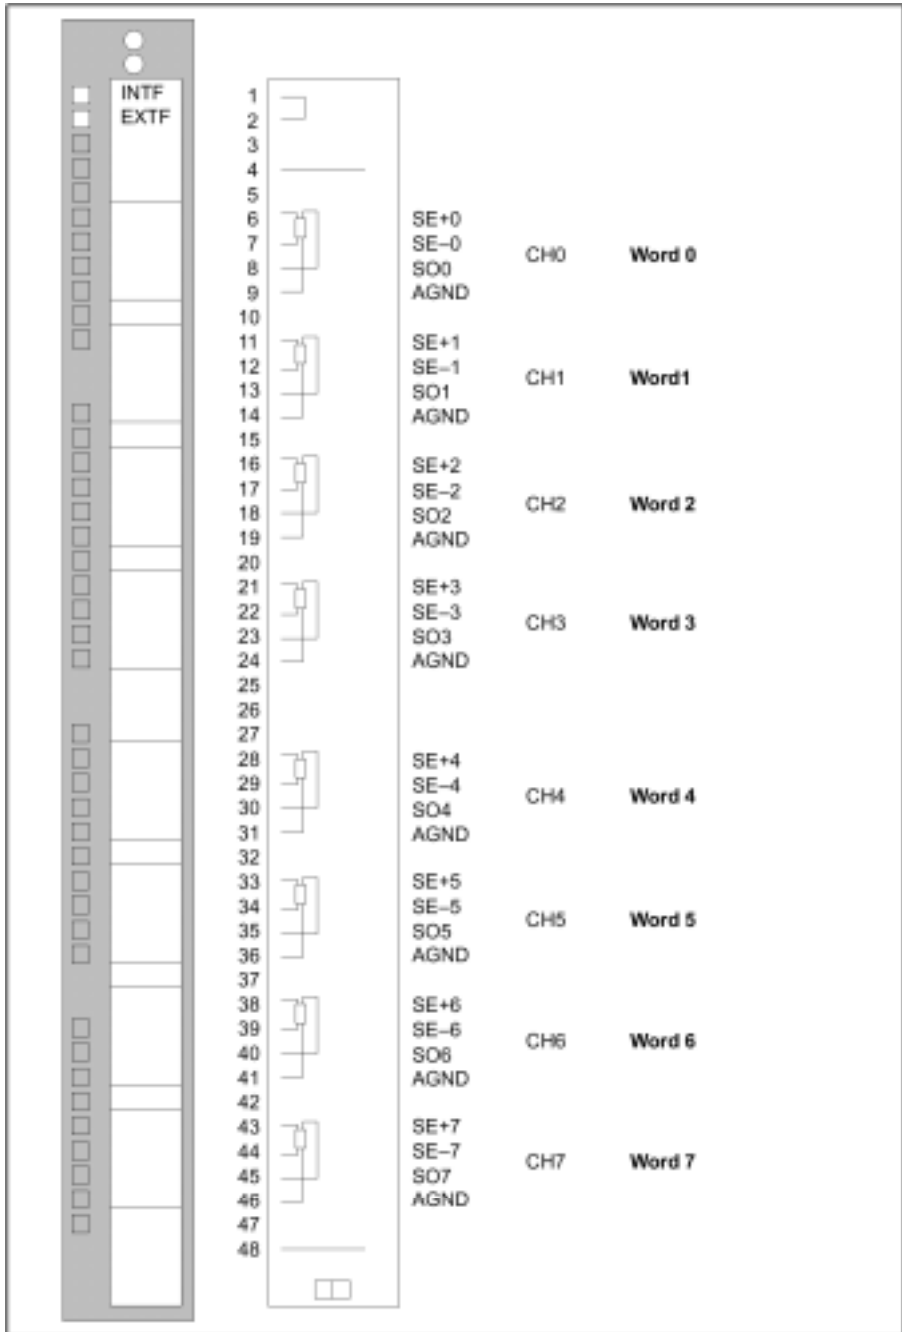 INTF
EXTF
1
2
3
4
5
6 SE+0
7 SE–0
CH0 Word 0
8 SO0
9 AGND
10
11 SE+1
12 SE–1
CH1 Word1
13 SO1
14 AGND
15
16 SE+2
17 SE–2
CH2 Word 2
18 SO2
19 AGND
20
21 SE+3
22 SE–3
CH3 Word 3
23 SO3
24 AGND
25
26
27
28 SE+4
29 SE–4
CH4 Word 4
30 SO4
31 AGND
32
33 SE+5
34 SE–5
CH5 Word 5
35 SO5
36 AGND
37
38 SE+6
39 SE–6
CH6 Word 6
40 SO6
41 AGND
42
43 SE+7
44 SE–7
CH7 Word 7
45 SO7
46 AGND
47
48